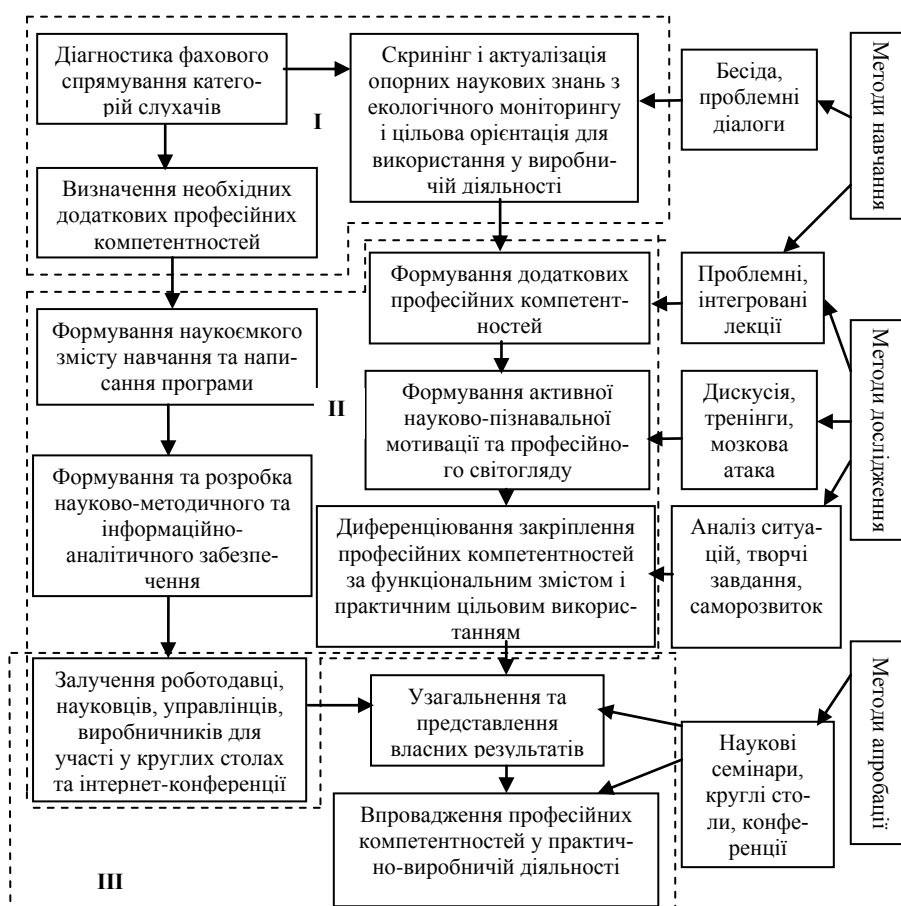 Діагностика фахового
спрямування катего-
рій слухачів
Скринінг і актуалізація
опорних наукових знань з
екологічного моніторингу
і цільова орієнтація для
використання у виробни-
чій діяльності
Бесіда,
проблемні
діалоги
Методи навчання
I
Визначення необхідних
додаткових професійних
компетентностей
Формування додаткових
професійних компетент-
ностей
Проблемні,
інтегровані
лекції
Формування наукоємкого
змісту навчання та напи-
сання програми
II
Формування активної
науково-пізнавальної
мотивації та професійно-
го світогляду
Дискусія,
тренінги,
мозкова
атака
Методи дослідження
Формування та розробка
науково-методичного та
інформаційно-
аналітичного забезпе-
чення
Диференціювання закріплення
професійних компетентностей
за функціональним змістом і
практичним цільовим викорис-
танням
Аналіз ситуа-
цій, творчі
завдання,
саморозвиток
Залучення роботодавці,
науковців, управлінців,
виробничників для
участі у круглих столах
та інтернет-конференції
Узагальнення та
представлення
власних результатів
Наукові
семінари,
круглі сто-
ли, конфе-
ренції
Методи апробації
Впровадження професійних
компетентностей у практич-
но-виробничій діяльності
III